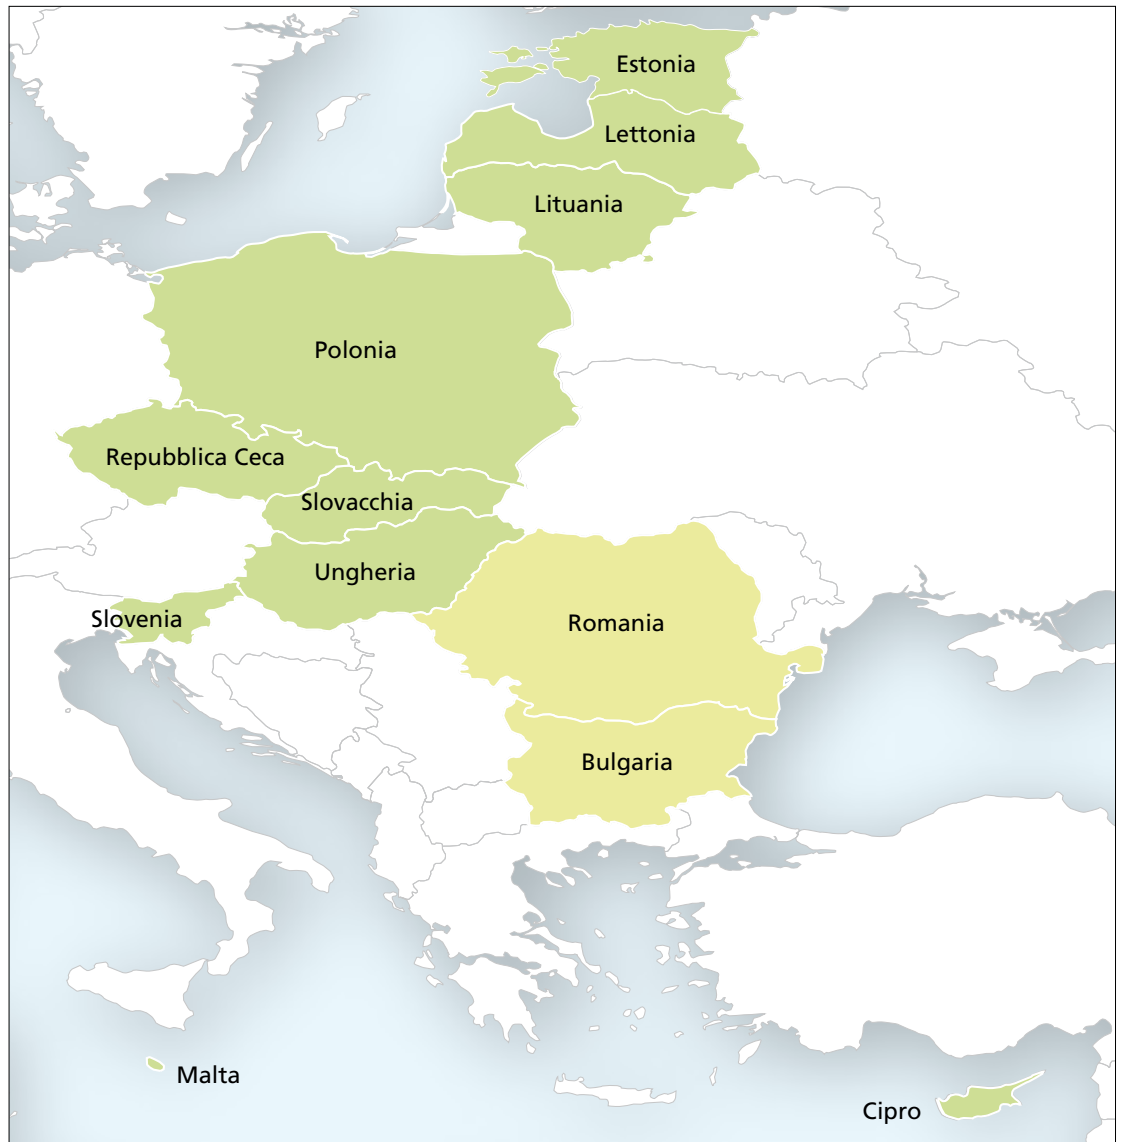 Estonia
Lettonia
Lituania
Polonia
Repubblica Ceca
Slovacchia
Ungheria
Slovenia
Romania
Bulgaria
Malta
Cipro